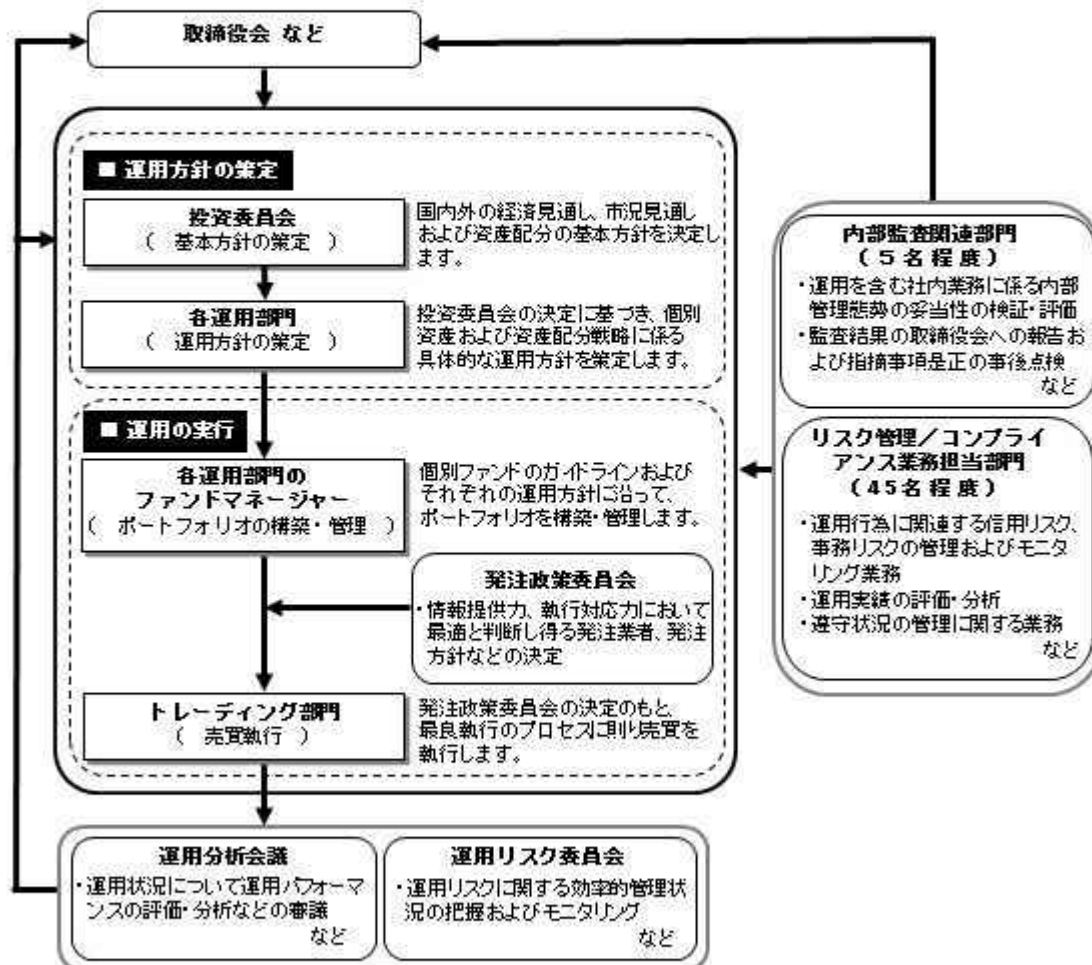 取締役会 など
■ 運用方針の策定
投資委員会
( 基本方針の策定 )
国内外の経済見通し、市況見通し
および資産配分の基本方針を決定し
ます。
各運用部門
( 運用方針の策定 )
投資委員会の決定に基づき、個別
資産および資産配分戦略に係る
具体的な運用方針を策定します。
■ 運用の実行
各運用部門の
ファンドマネージャー
( ポートフォリオの構築・管理 )
個別ファンドのガイドラインおよび
それぞれの運用方針に沿って、
ポートフォリオを構築・管理します。
発注政策委員会
・情報提供力、執行対応力において
最適と判断し得る発注業者、発注
方針などの決定
トレーディング部門
( 売買執行 )
発注政策委員会の決定のもと、
最良執行のプロセスに則り売買を
執行します。
運用分析会議
・運用状況について運用パフォーマ
ンスの評価・分析などの審議
など
運用リスク委員会
・運用リスクに関する効率的管理状
況の把握およびモニタリング
など
内部監査関連部門
(5名程度)
・運用を含む社内業務に係る内部
管理態勢の妥当性の検証・評価
・監査結果の取締役会への報告お
よび指摘事項是正の事後点検
など
リスク管理/コンプライ
アンス業務担当部門
(45名程度)
・運用行為に関連する信用リスク、
事務リスクの管理およびモニタ
リング業務
・運用実績の評価・分析
・遵守状況の管理に関する業務
など